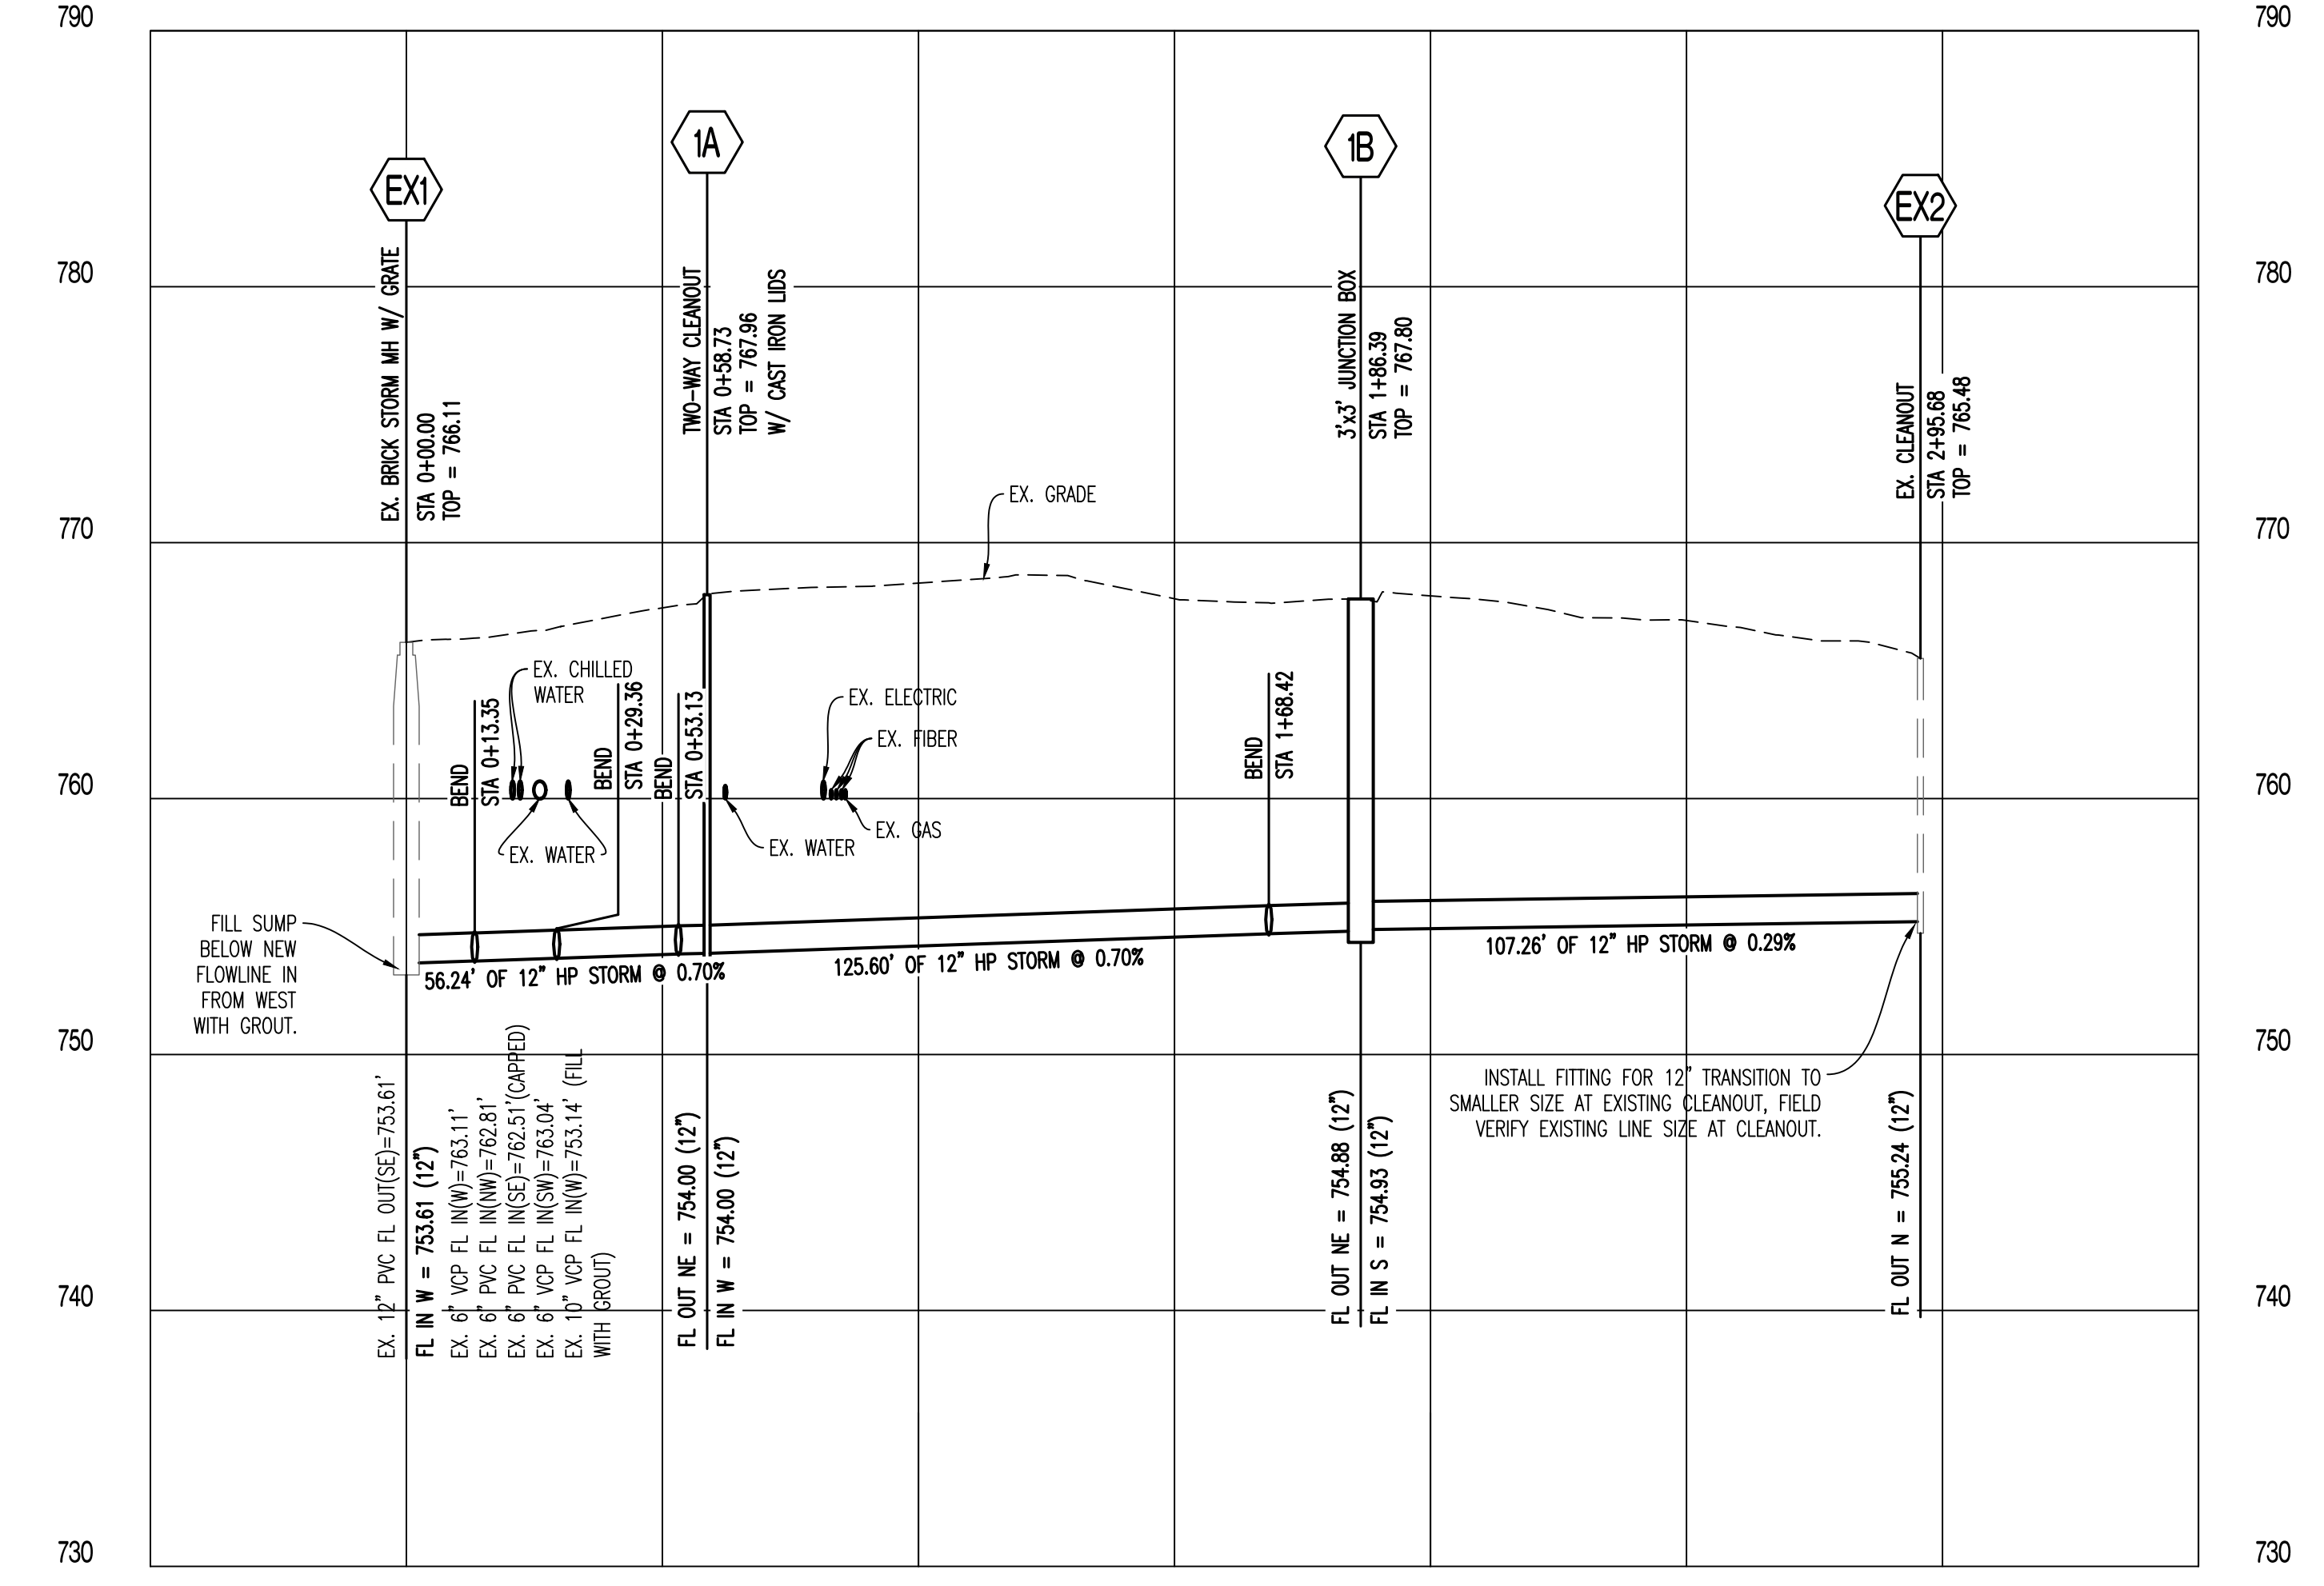 790
790
780
780
770
770
760
760
750
750
740
740
730
730
EX1
EX. BRICK STORM MH W/ GRATE
STA 0+00.00
TOP = 766.11
1A
TWO-WAY CLEANOUT
STA 0+58.73
TOP = 767.96
W/ CAST IRON LIDS
1B
3'x3' JUNCTION BOX
STA 1+86.39
TOP = 767.80
EX2
EX. CLEANOUT
STA 2+95.68
TOP = 765.48
EX. GRADE
EX. CHILLED
WATER
BEND
STA 0+13.35
BEND
STA 0+29.36
BEND
STA 0+53.13
EX. WATER
EX. ELECTRIC
EX. FIBER
EX. GAS
EX. WATER
BEND
STA 1+68.42
FILL SUMP
BELOW NEW
FLOWLINE IN
FROM WEST
WITH GROUT.
56.24' OF 12" HP STORM @ 0.70%
125.60' OF 12" HP STORM @ 0.70%
107.26' OF 12" HP STORM @ 0.29%
INSTALL FITTING FOR 12" TRANSITION TO
SMALLER SIZE AT EXISTING CLEANOUT, FIELD
VERIFY EXISTING LINE SIZE AT CLEANOUT.
EX. 12" PVC FL OUT(SE)=753.61'
FL IN W = 753.61 (12")
EX. 6" VCP FL IN(W)=763.11'
EX. 6" PVC FL IN(NW)=762.81'
EX. 6" PVC FL IN(SE)=762.51'(CAPPED)
EX. 6" VCP FL IN(SW)=763.04'
EX. 10" VCP FL IN(W)=753.14' (FILL
WITH GROUT)
FL OUT NE = 754.00 (12")
FL IN W = 754.00 (12")
FL OUT NE = 754.88 (12")
FL IN S = 754.93 (12")
FL OUT N = 755.24 (12")